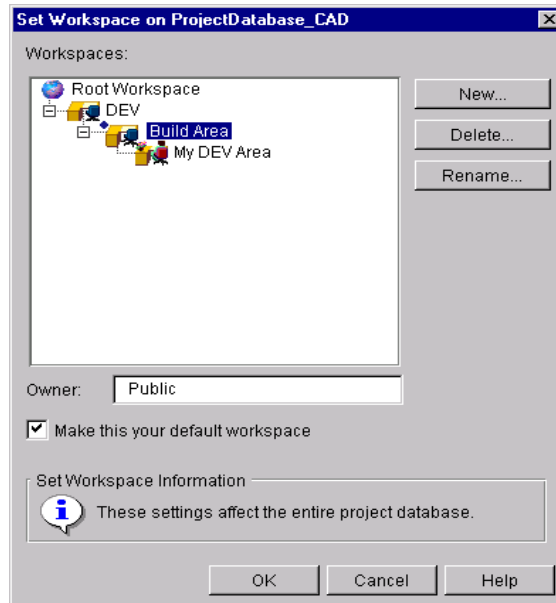 Set Workspace on ProjectDatabase_CAD
Workspaces:
Root Workspace
DEV
Build Area
My DEV Area
New...
Delete...
Rename...
Owner:
Public
Make this your default workspace
Set Workspace Information
These settings affect the entire project database.
OK
Cancel
Help